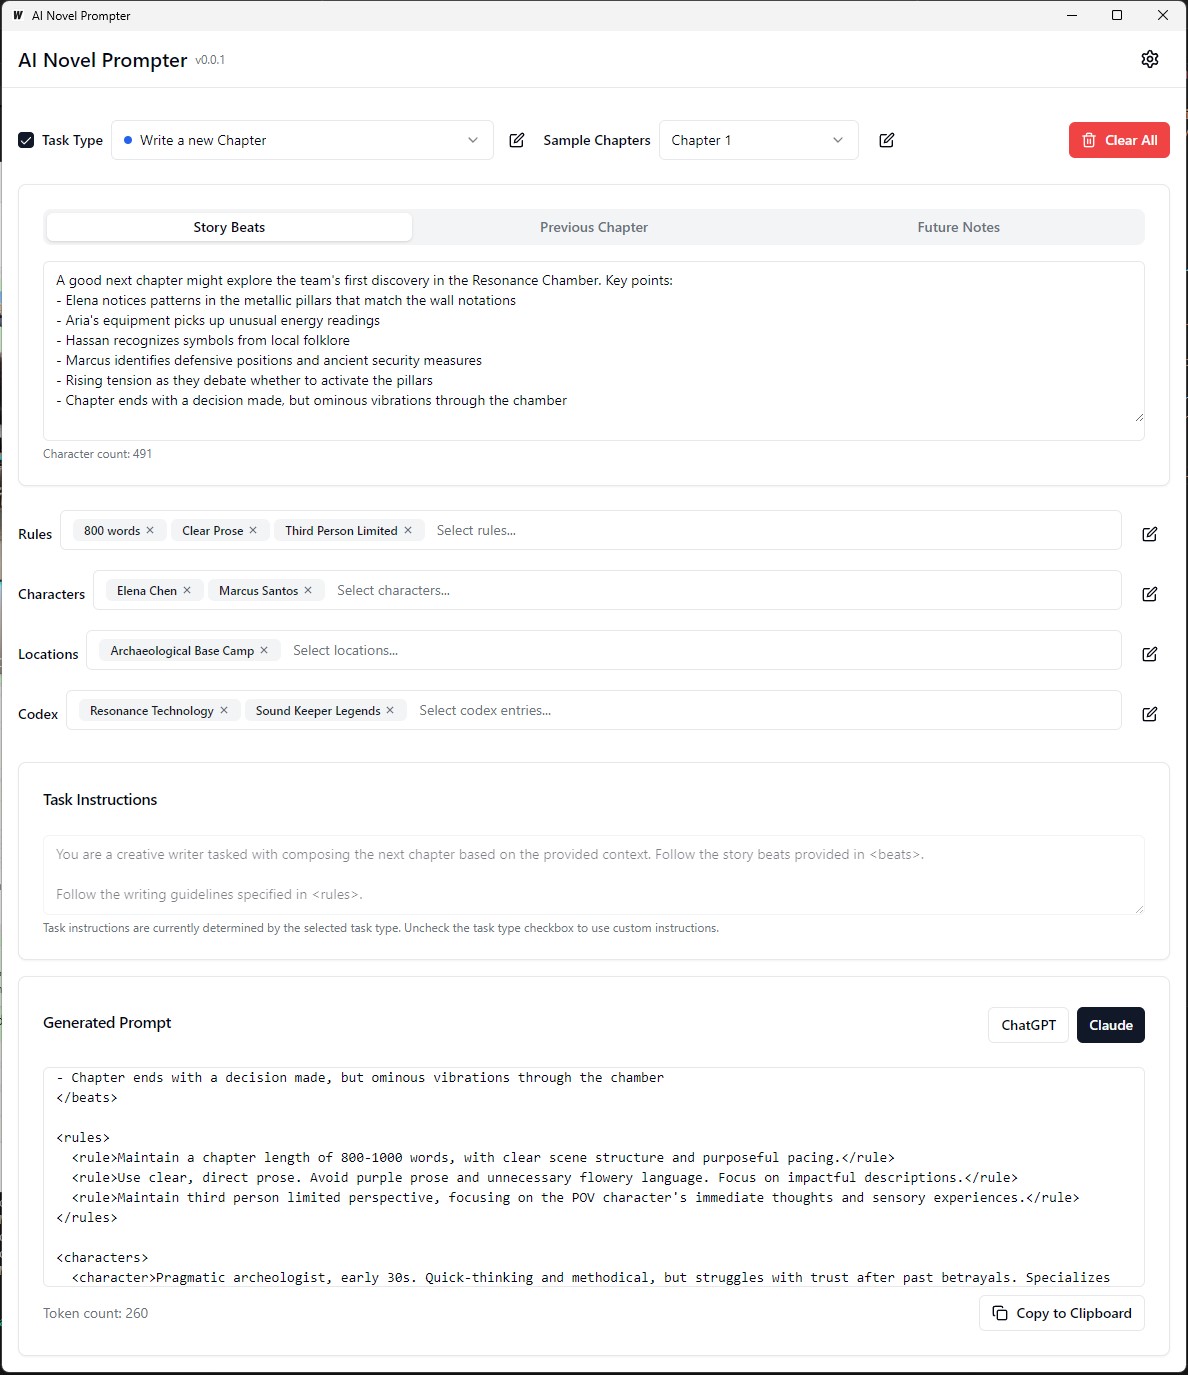 AI Novel Prompter
AI Novel Prompter v0.0.1
Task Type Write a new Chapter Sample Chapters Chapter 1 Clear All
Story Beats Previous Chapter Future Notes
A good next chapter might explore the team's first discovery in the Resonance Chamber. Key points:
- Elena notices patterns in the metallic pillars that match the wall notations
- Aria's equipment picks up unusual energy readings
- Hassan recognizes symbols from local folklore
- Marcus identifies defensive positions and ancient security measures
- Rising tension as they debate whether to activate the pillars
- Chapter ends with a decision made, but ominous vibrations through the chamber
Character count: 491
Rules 800 words × Clear Prose × Third Person Limited × Select rules...
Characters Elena Chen × Marcus Santos × Select characters...
Locations Archaeological Base Camp × Select locations...
Codex Resonance Technology × Sound Keeper Legends × Select codex entries...
Task Instructions
You are a creative writer tasked with composing the next chapter based on the provided context. Follow the story beats provided in <beats>.
Follow the writing guidelines specified in <rules>.
Task instructions are currently determined by the selected task type. Uncheck the task type checkbox to use custom instructions.
Generated Prompt ChatGPT Claude
- Chapter ends with a decision made, but ominous vibrations through the chamber
</beats>
<rules>
<rule>Maintain a chapter length of 800-1000 words, with clear scene structure and purposeful pacing.</rule>
<rule>Use clear, direct prose. Avoid purple prose and unnecessary flowery language. Focus on impactful descriptions.</rule>
<rule>Maintain third person limited perspective, focusing on the POV character's immediate thoughts and sensory experiences.</rule>
</rules>
<characters>
<character>Pragmatic archeologist, early 30s. Quick-thinking and methodical, but struggles with trust after past betrayals. Specializes
Token count: 260 Copy to Clipboard